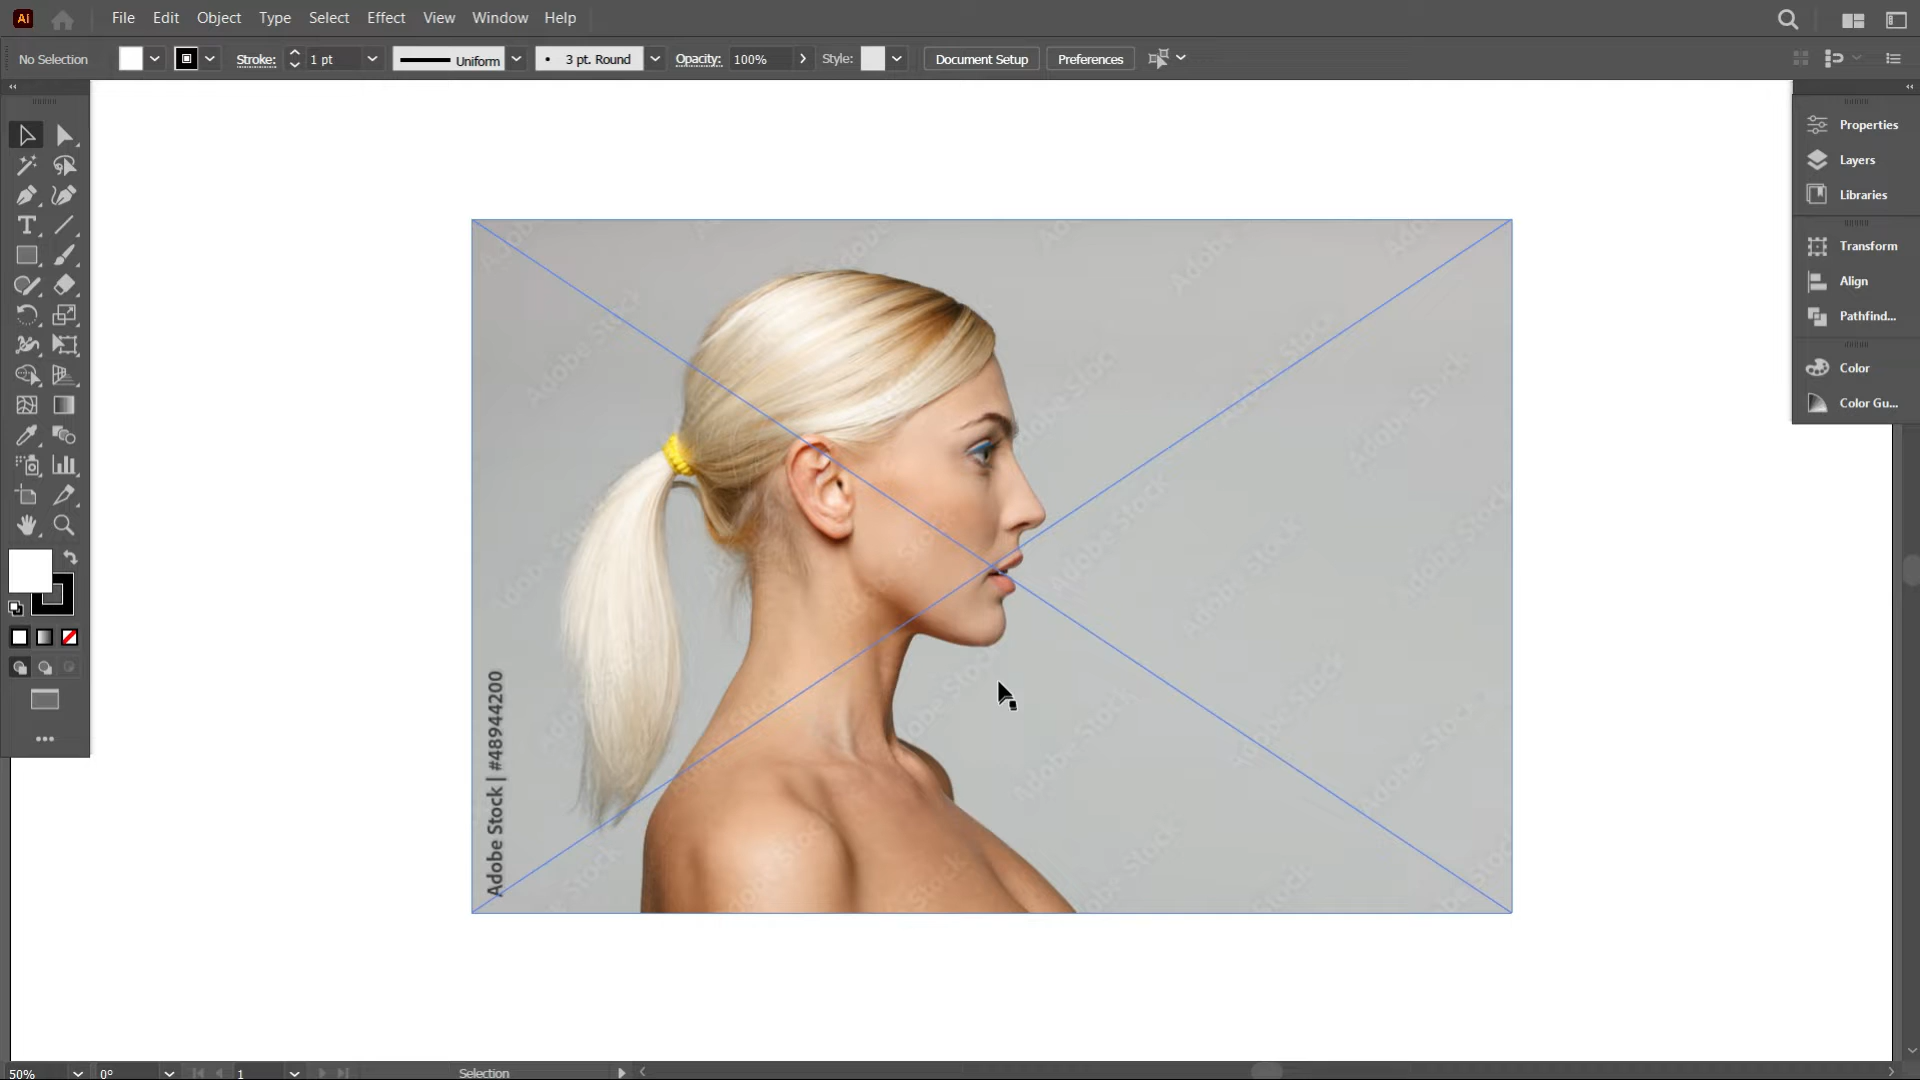 Ai File Edit Object Type Select Effect View Window Help
No Selection Stroke: 1 pt Uniform 3 pt. Round Opacity: 100% Style: Document Setup Preferences
Properties
Layers
Libraries
Transform
Align
Pathfind...
Color
Color Gu...
Adobe Stock
Adobe Stock | #48944200
50% 0° 1 Selection